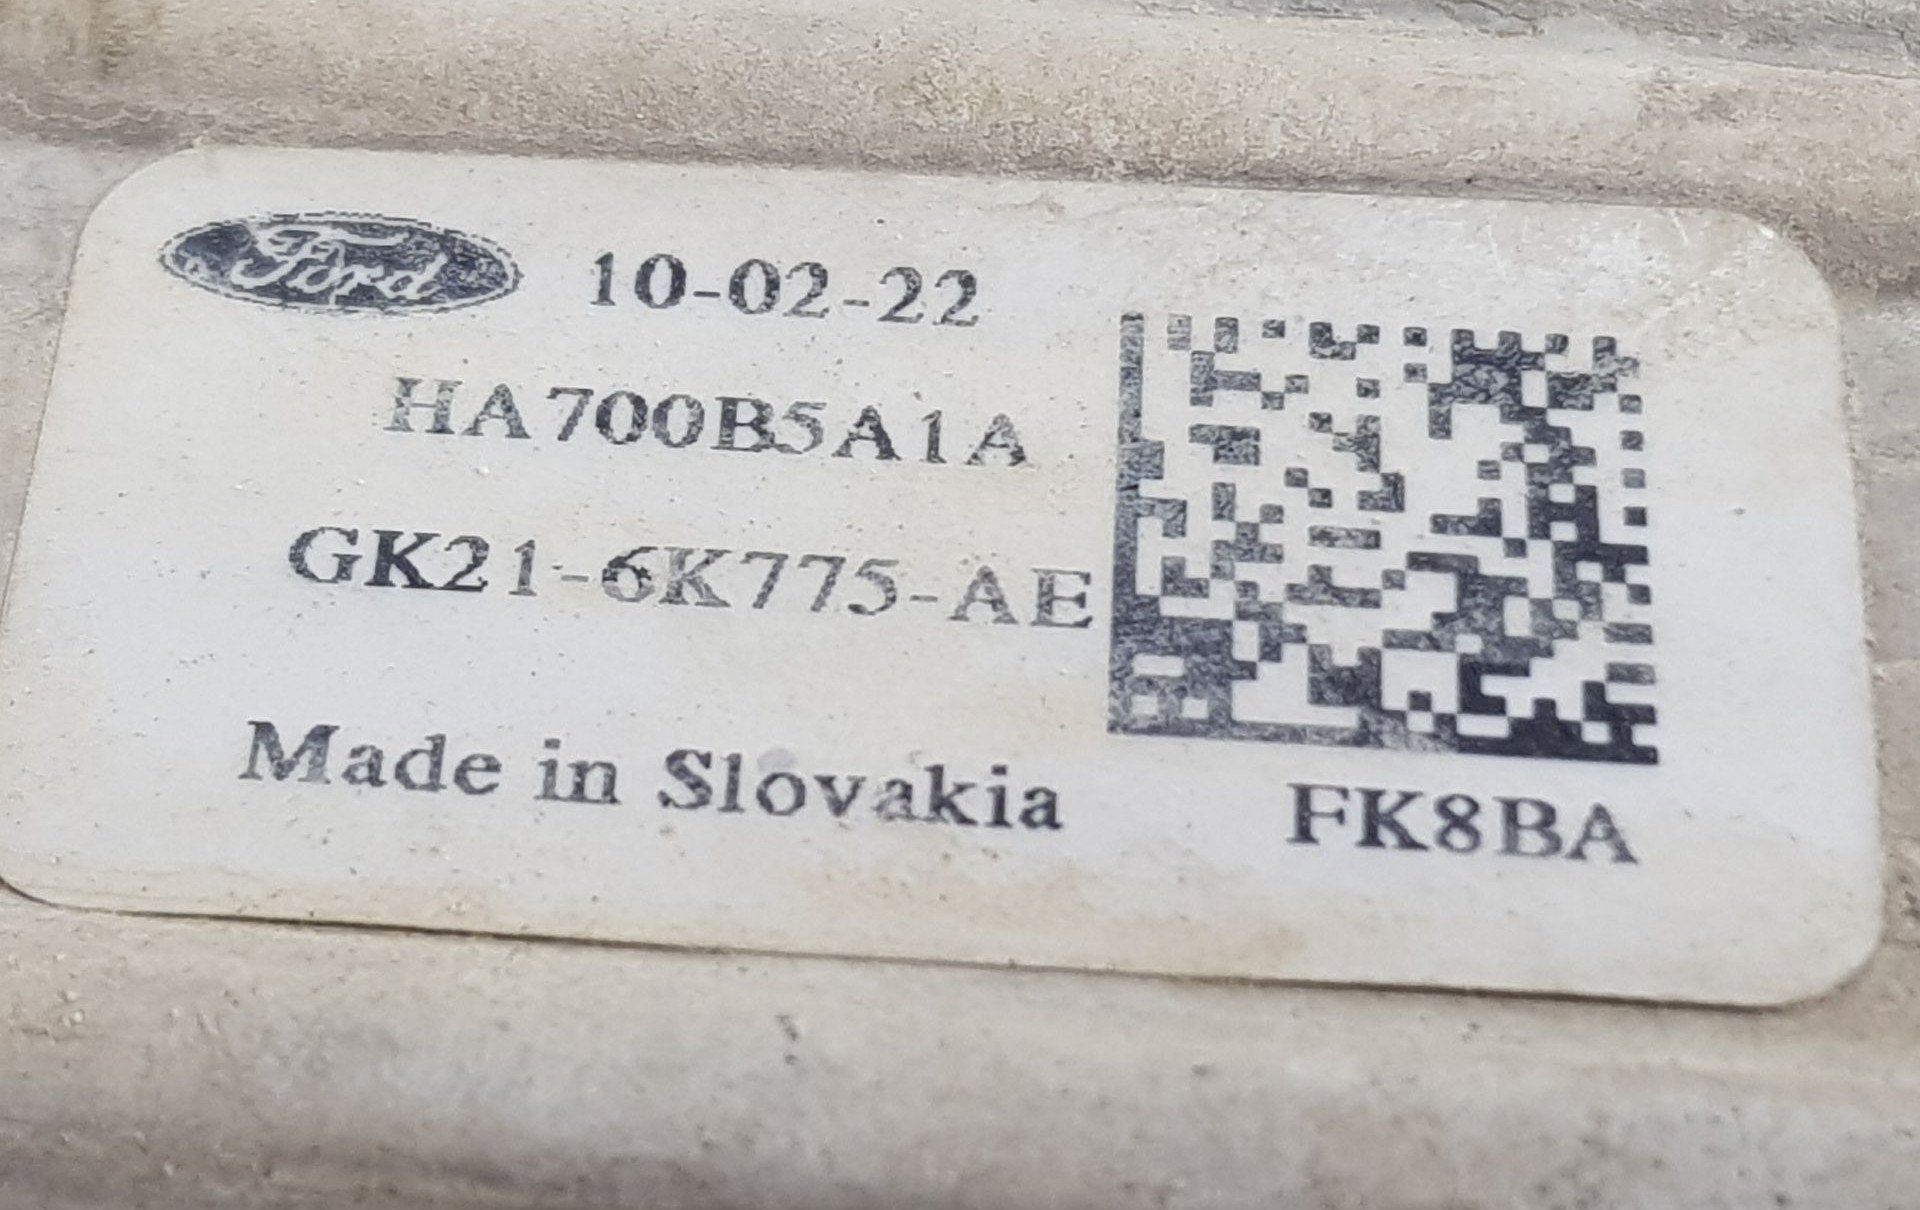 Ford 10-02-22
HA700B5A1A
GK21-6K775-AE
Made in Slovakia
FK8BA